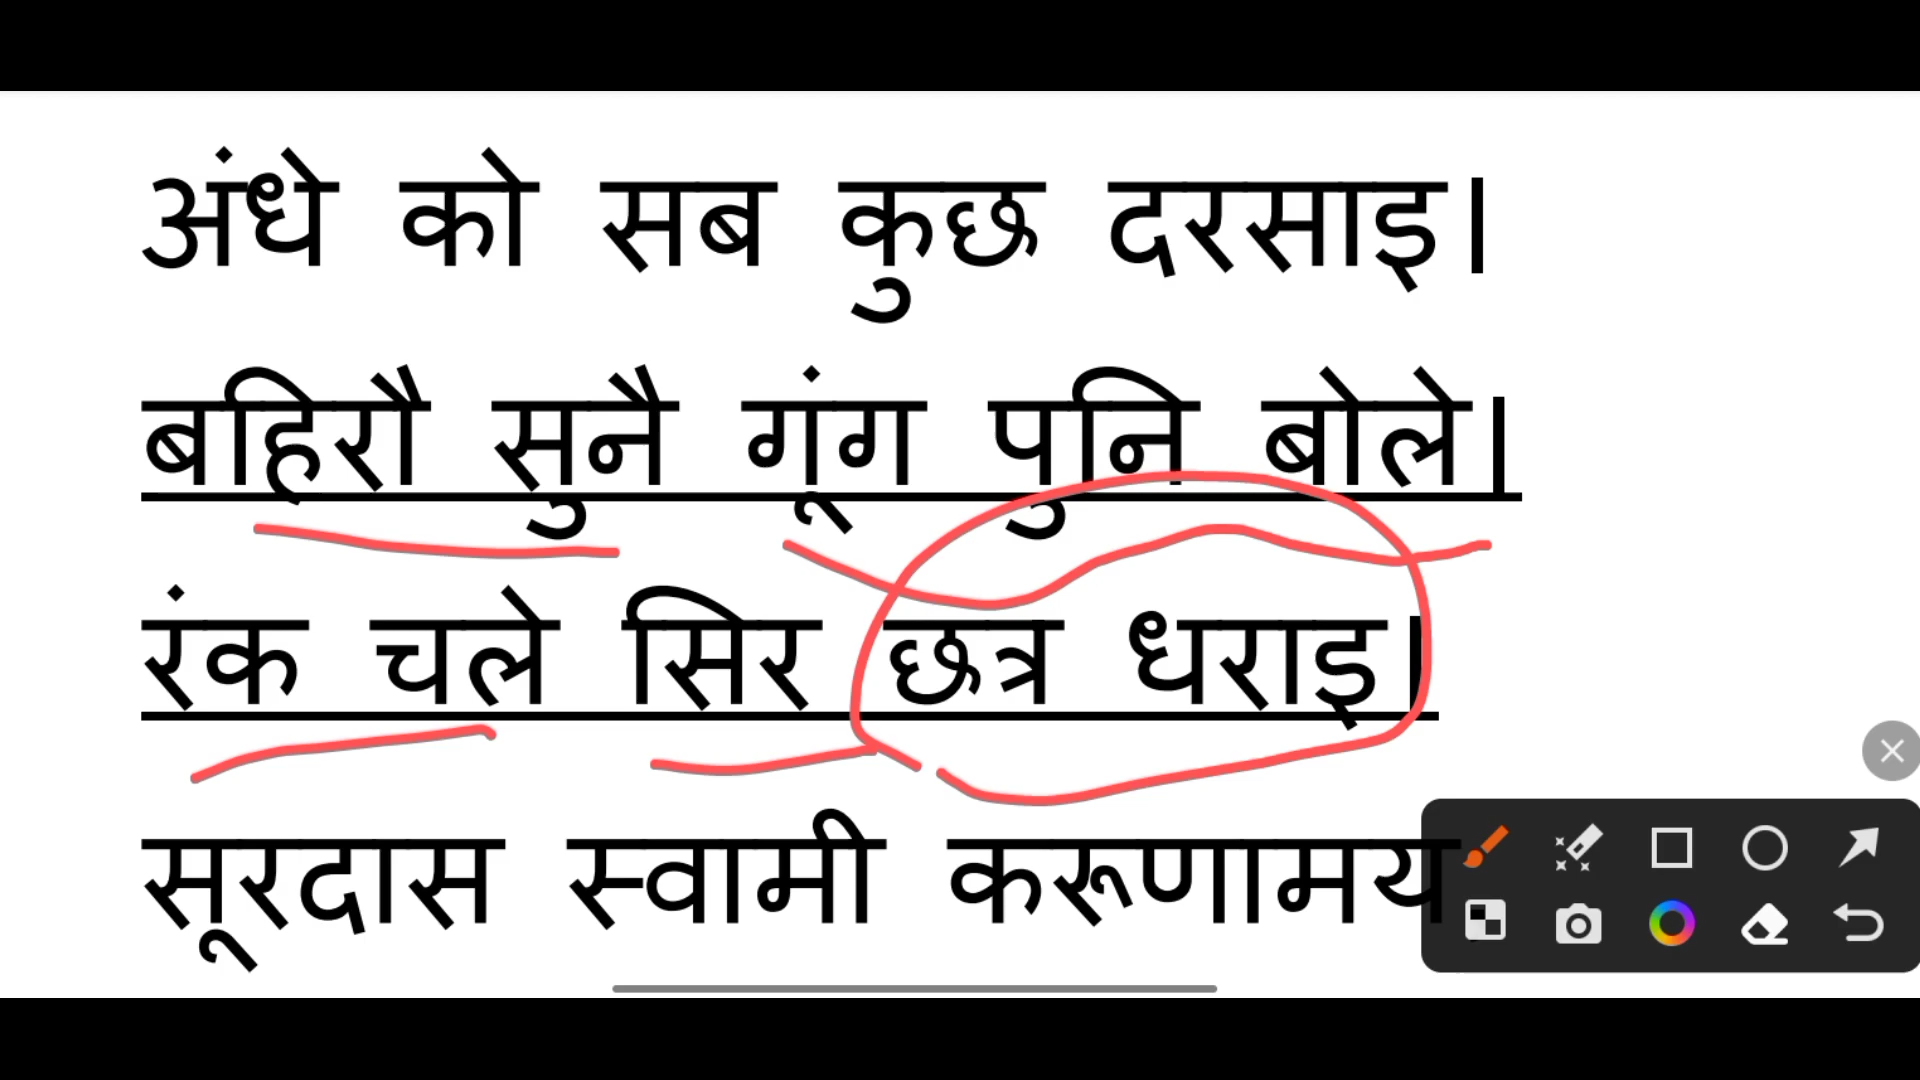 अंधे को सब कुछ दरसाइ।
बहिरौ सुनै गूंग पुनि बोले।
रंक चले सिर छत्र धराइ।
सूरदास स्वामी करूणामय